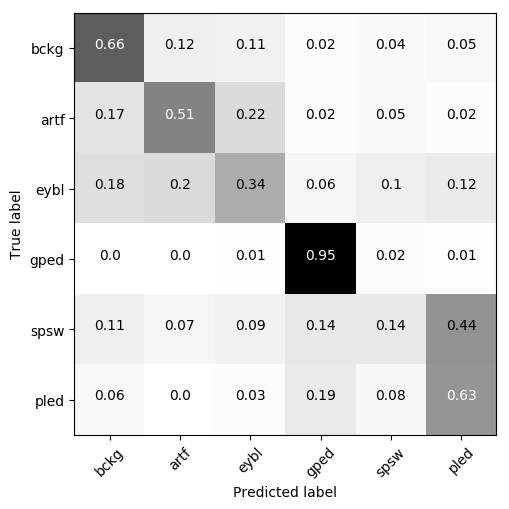 bckg 0.66 0.12 0.11 0.02 0.04 0.05
artf 0.17 0.51 0.22 0.02 0.05 0.02
eybl 0.18 0.2 0.34 0.06 0.1 0.12
gped 0.0 0.0 0.01 0.95 0.02 0.01
spsw 0.11 0.07 0.09 0.14 0.14 0.44
pled 0.06 0.0 0.03 0.19 0.08 0.63
True label
bckg artf eybl gped spsw pled
Predicted label